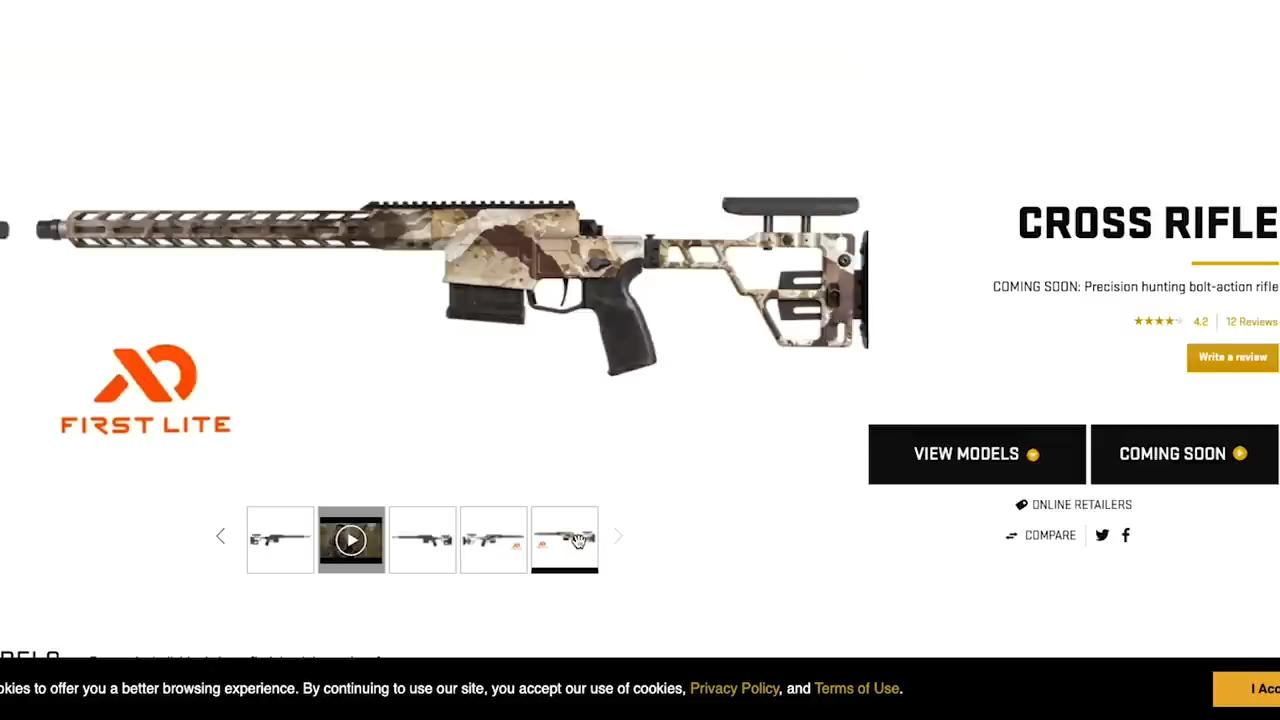 CROSS RIFLE
COMING SOON: Precision hunting bolt-action rifle
4.2
12 Reviews
Write a review
FIRST LITE
VIEW MODELS
COMING SOON
ONLINE RETAILERS
COMPARE
to offer you a better browsing experience. By continuing to use our site, you accept our use of cookies, Privacy Policy, and Terms of Use.
I